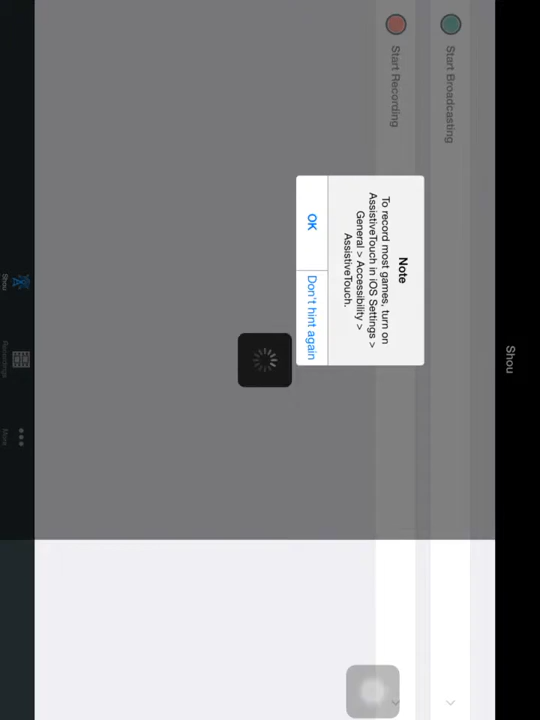 Shou
Start Broadcasting
Start Recording
Note
To record most games, turn on
AssistiveTouch in iOS Settings >
General > Accessibility >
AssistiveTouch.
OK
Don't hint again
Shou
Recordings
More